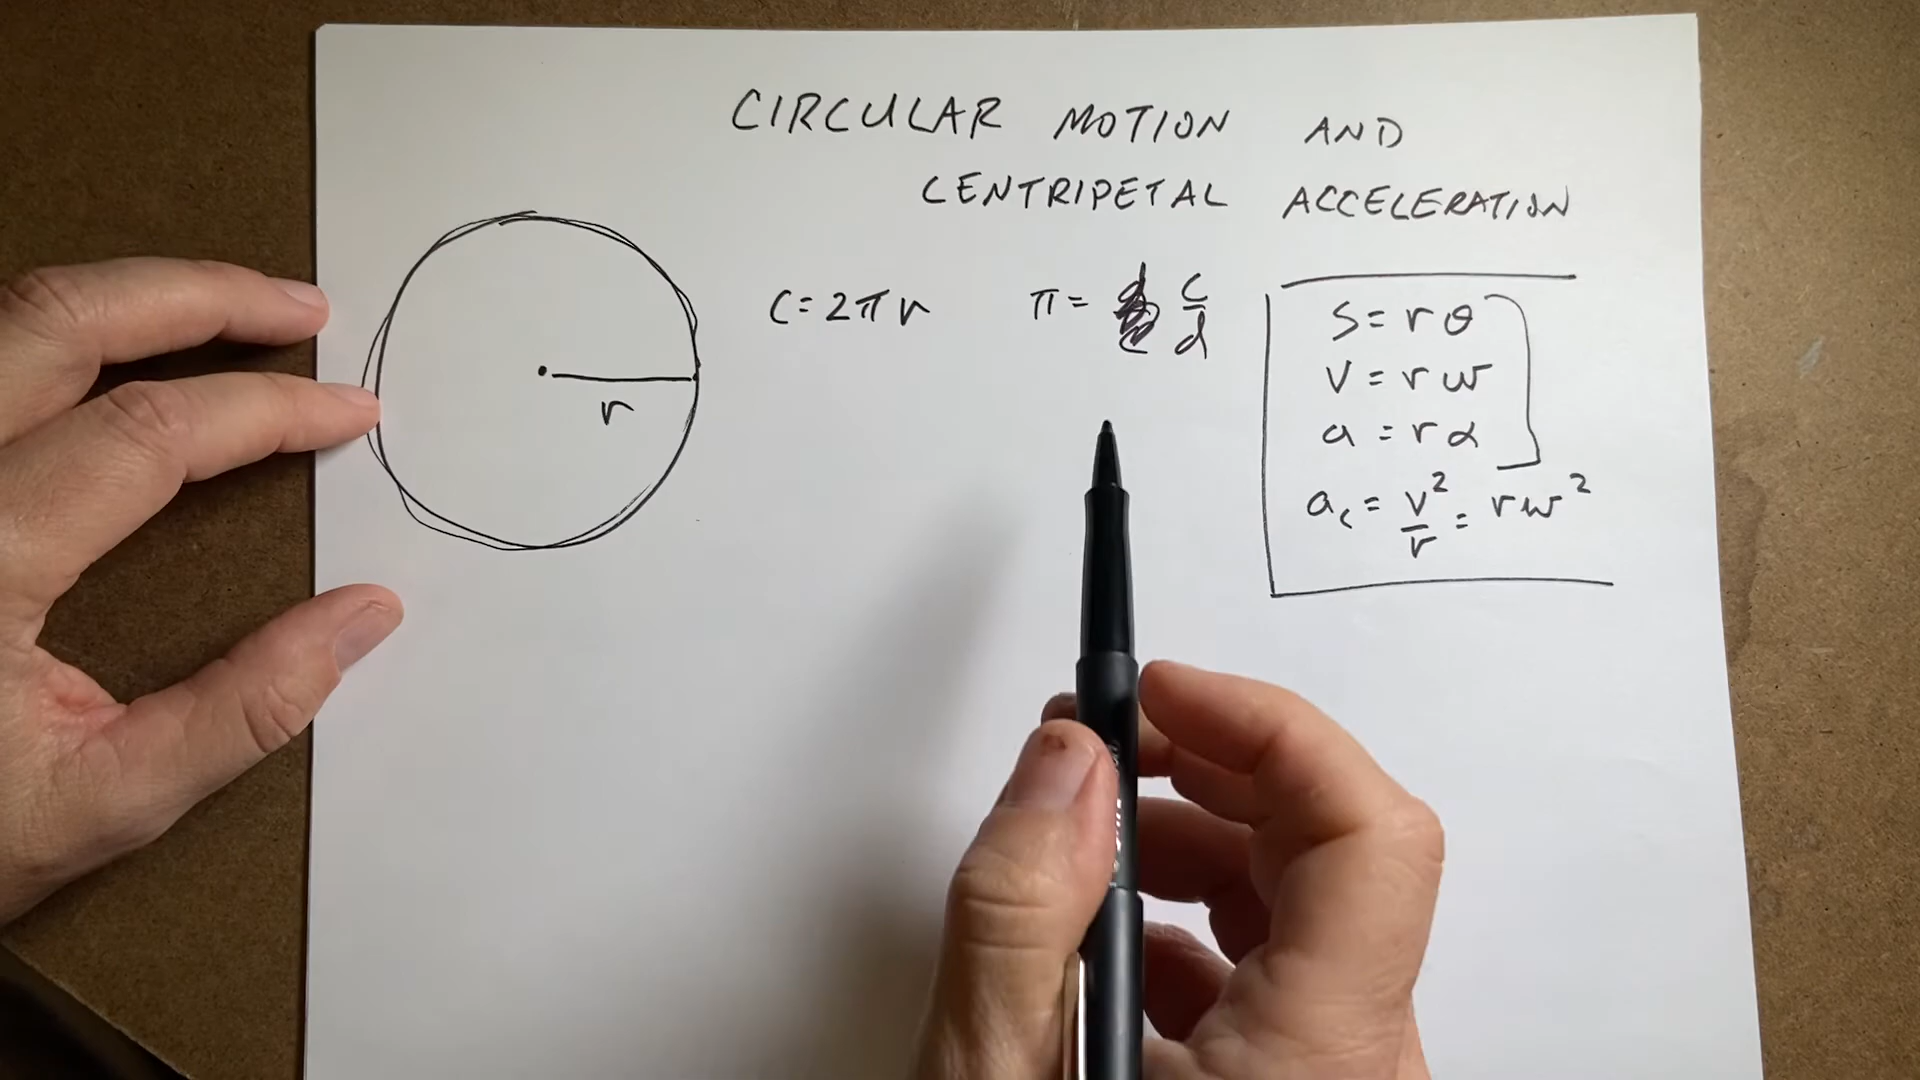 CIRCULAR MOTION AND
CENTRIPETAL ACCELERATION
r
C = 2πr
π = c/d
S = rθ
V = rω
a = rα
a_c = v²/r = rω²